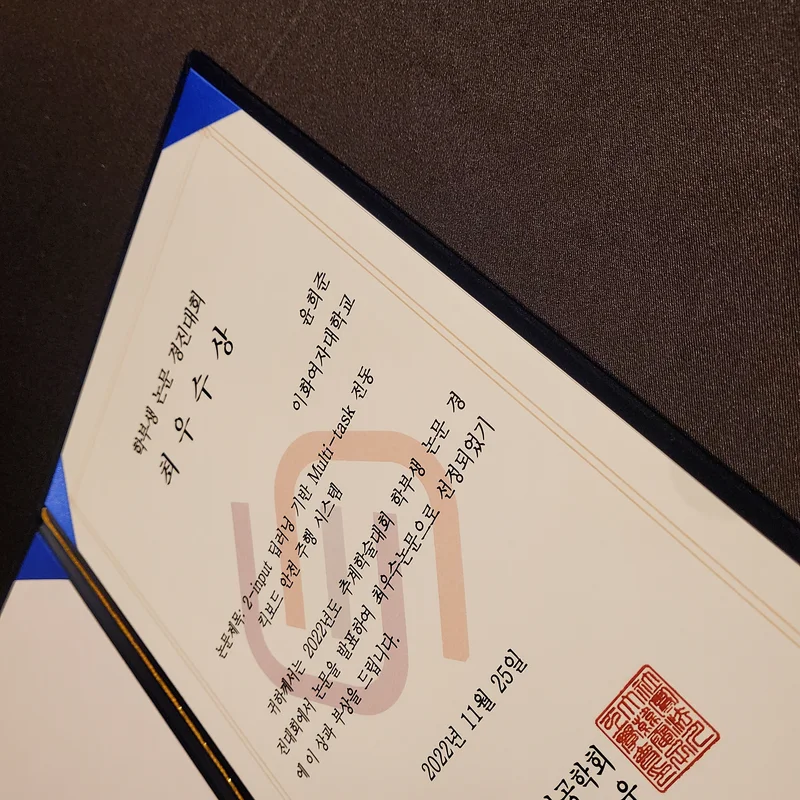 학부생 논문 경진대회
최 우 수 상
윤희준
이화여자대학교
논문제목: 2-input 딥러닝 기반 Multi-task 전동
킥보드 안전 주행 시스템
귀하께서는 2022년도 추계학술대회 학부생 논문 경
진대회에서 논문을 발표하여 최우수논문으로 선정되었기
에 이 상과 부상을 드립니다.
2022년 11월 25일
공학회
우